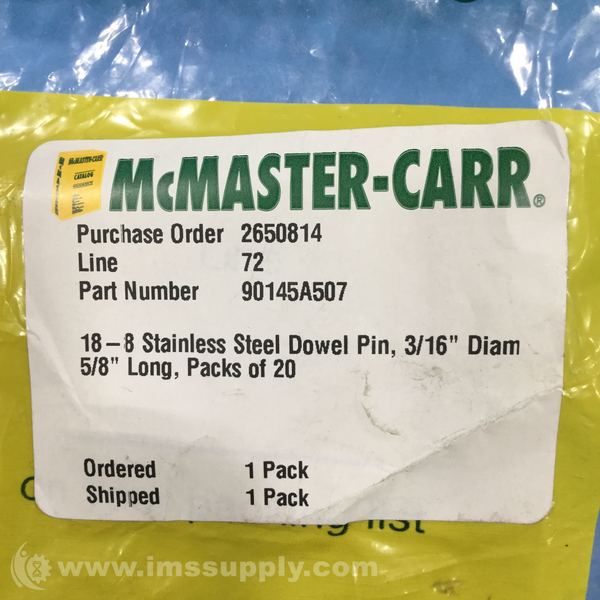 McMASTER-CARR
CATALOG
McMASTER-CARR®
Purchase Order 2650814
Line 72
Part Number 90145A507
18-8 Stainless Steel Dowel Pin, 3/16" Diam
5/8" Long, Packs of 20
Ordered 1 Pack
Shipped 1 Pack
list
www.imssupply.com